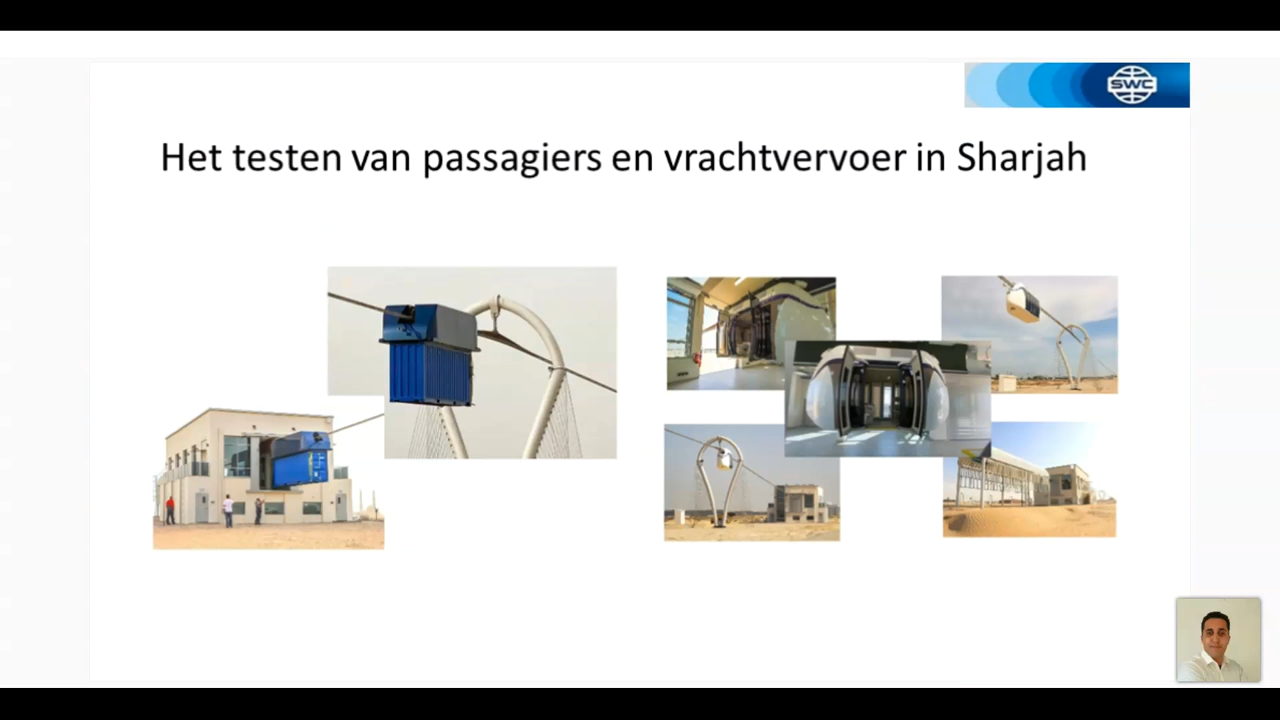 SWC
Het testen van passagiers en vrachtvervoer in Sharjah